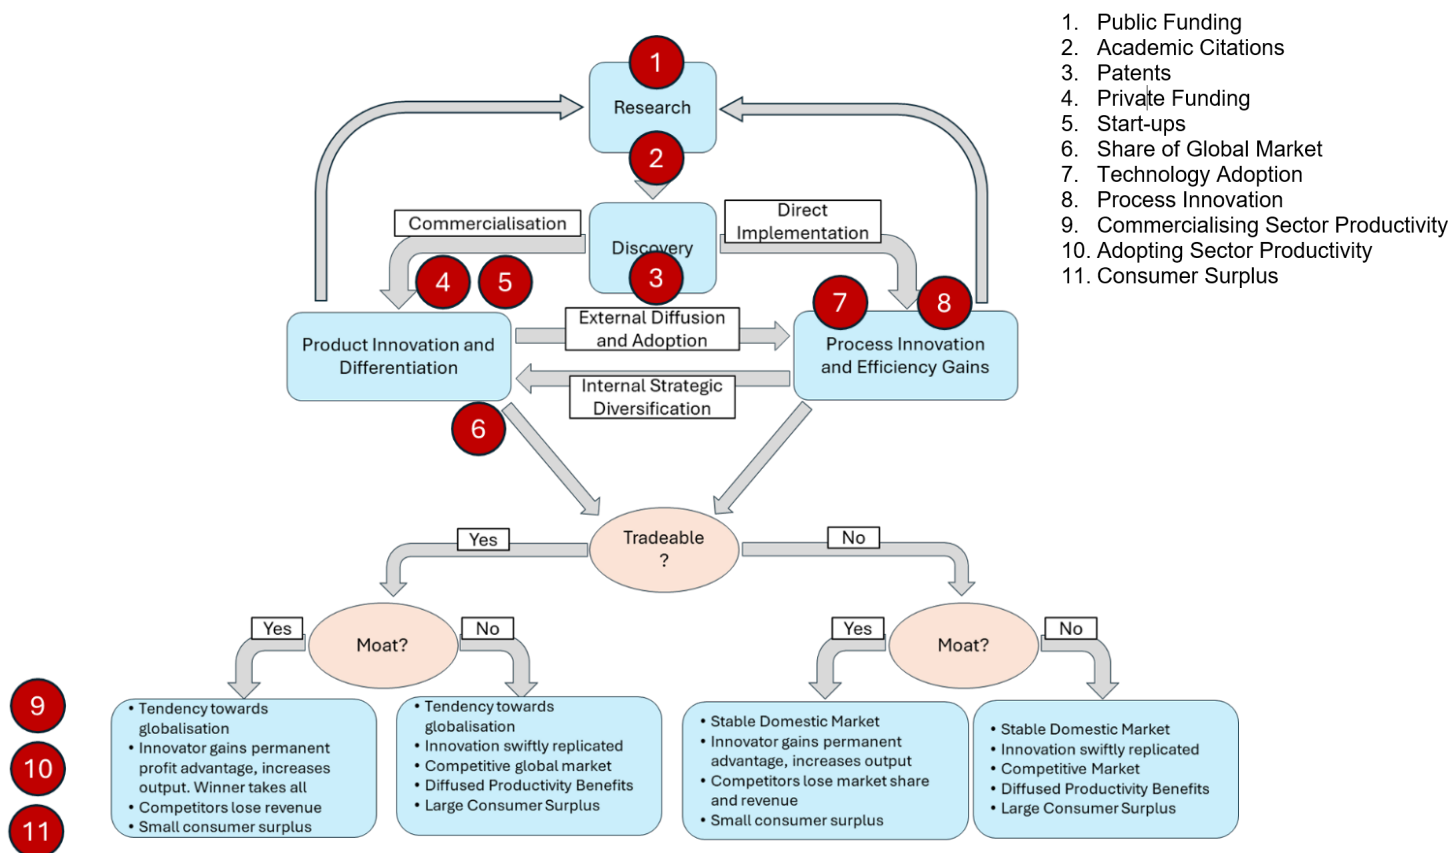 1. Public Funding
2. Academic Citations
3. Patents
4. Private Funding
5. Start-ups
6. Share of Global Market
7. Technology Adoption
8. Process Innovation
9. Commercialising Sector Productivity
10. Adopting Sector Productivity
11. Consumer Surplus
1
Research
2
Commercialisation
Direct
Implementation
Discovery
3
4
5
7
8
External Diffusion
and Adoption
Product Innovation and
Differentiation
Process Innovation
and Efficiency Gains
Internal Strategic
Diversification
6
Tradeable
?
Yes
No
Yes
Moat?
No
Yes
Moat?
No
9
10
11
• Tendency towards
globalisation
• Innovator gains permanent
profit advantage, increases
output. Winner takes all
• Competitors lose revenue
• Small consumer surplus
• Tendency towards
globalisation
• Innovation swiftly replicated
• Competitive global market
• Diffused Productivity Benefits
• Large Consumer Surplus
• Stable Domestic Market
• Innovator gains permanent
advantage, increases output
• Competitors lose market share
and revenue
• Small consumer surplus
• Stable Domestic Market
• Innovation swiftly replicated
• Competitive Market
• Diffused Productivity Benefits
• Large Consumer Surplus